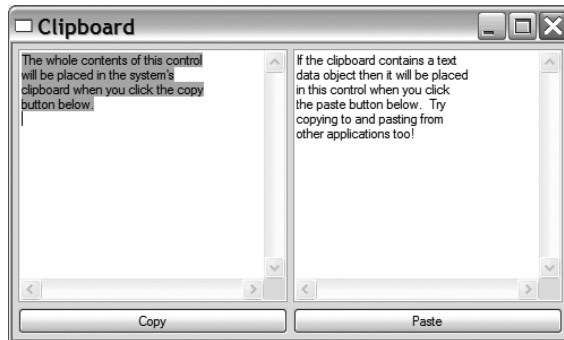 Clipboard
The whole contents of this control
will be placed in the system's
clipboard when you click the copy
button below.
If the clipboard contains a text
data object then it will be placed
in this control when you click
the paste button below.  Try
copying to and pasting from
other applications too!
Copy
Paste